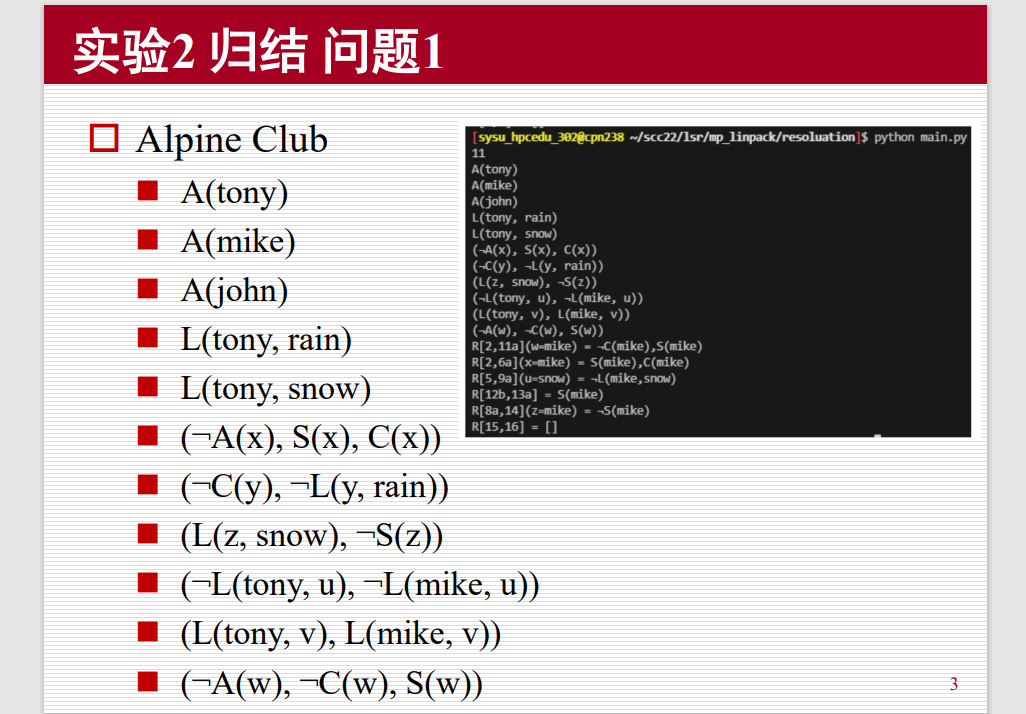 实验2 归结 问题1
Alpine Club
A(tony)
A(mike)
A(john)
L(tony, rain)
L(tony, snow)
(¬A(x), S(x), C(x))
(¬C(y), ¬L(y, rain))
(L(z, snow), ¬S(z))
(¬L(tony, u), ¬L(mike, u))
(L(tony, v), L(mike, v))
(¬A(w), ¬C(w), S(w))
[sysu_hpcedu_302@cpn238 ~/scc22/lsr/mp_linpack/resoluation]$ python main.py
11
A(tony)
A(mike)
A(john)
L(tony, rain)
L(tony, snow)
(¬A(x), S(x), C(x))
(¬C(y), ¬L(y, rain))
(L(z, snow), ¬S(z))
(¬L(tony, u), ¬L(mike, u))
(L(tony, v), L(mike, v))
(¬A(w), ¬C(w), S(w))
R[2,11a](w=mike) = ¬C(mike),S(mike)
R[2,6a](x=mike) = S(mike),C(mike)
R[5,9a](u=snow) = ¬L(mike,snow)
R[12b,13a] = S(mike)
R[8a,14](z=mike) = ¬S(mike)
R[15,16] = []
3